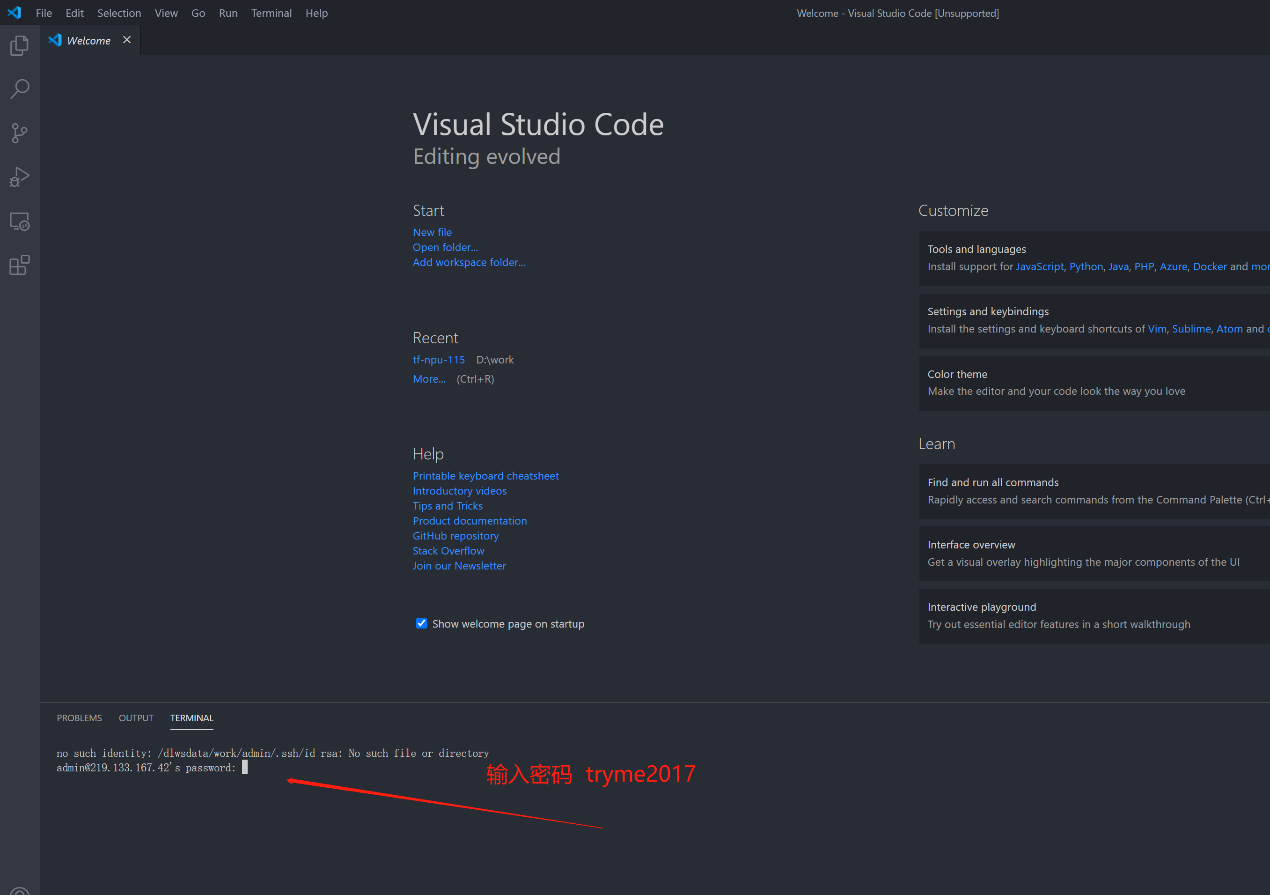 File Edit Selection View Go Run Terminal Help
Welcome - Visual Studio Code [Unsupported]
Welcome
Visual Studio Code
Editing evolved
Start
New file
Open folder...
Add workspace folder...
Recent
tf-npu-115 D:\work
More... (Ctrl+R)
Help
Printable keyboard cheatsheet
Introductory videos
Tips and Tricks
Product documentation
GitHub repository
Stack Overflow
Join our Newsletter
Show welcome page on startup
Customize
Tools and languages
Install support for JavaScript, Python, Java, PHP, Azure, Docker and
Settings and keybindings
Install the settings and keyboard shortcuts of Vim, Sublime, Atom and
Color theme
Make the editor and your code look the way you love
Learn
Find and run all commands
Rapidly access and search commands from the Command Palette (Ctrl+
Interface overview
Get a visual overlay highlighting the major components of the UI
Interactive playground
Try out essential editor features in a short walkthrough
PROBLEMS OUTPUT TERMINAL
no such identity: /dlwsdata/work/admin/.ssh/id rsa: No such file or directory
admin@219.133.167.42's password:
输入密码 tryme2017